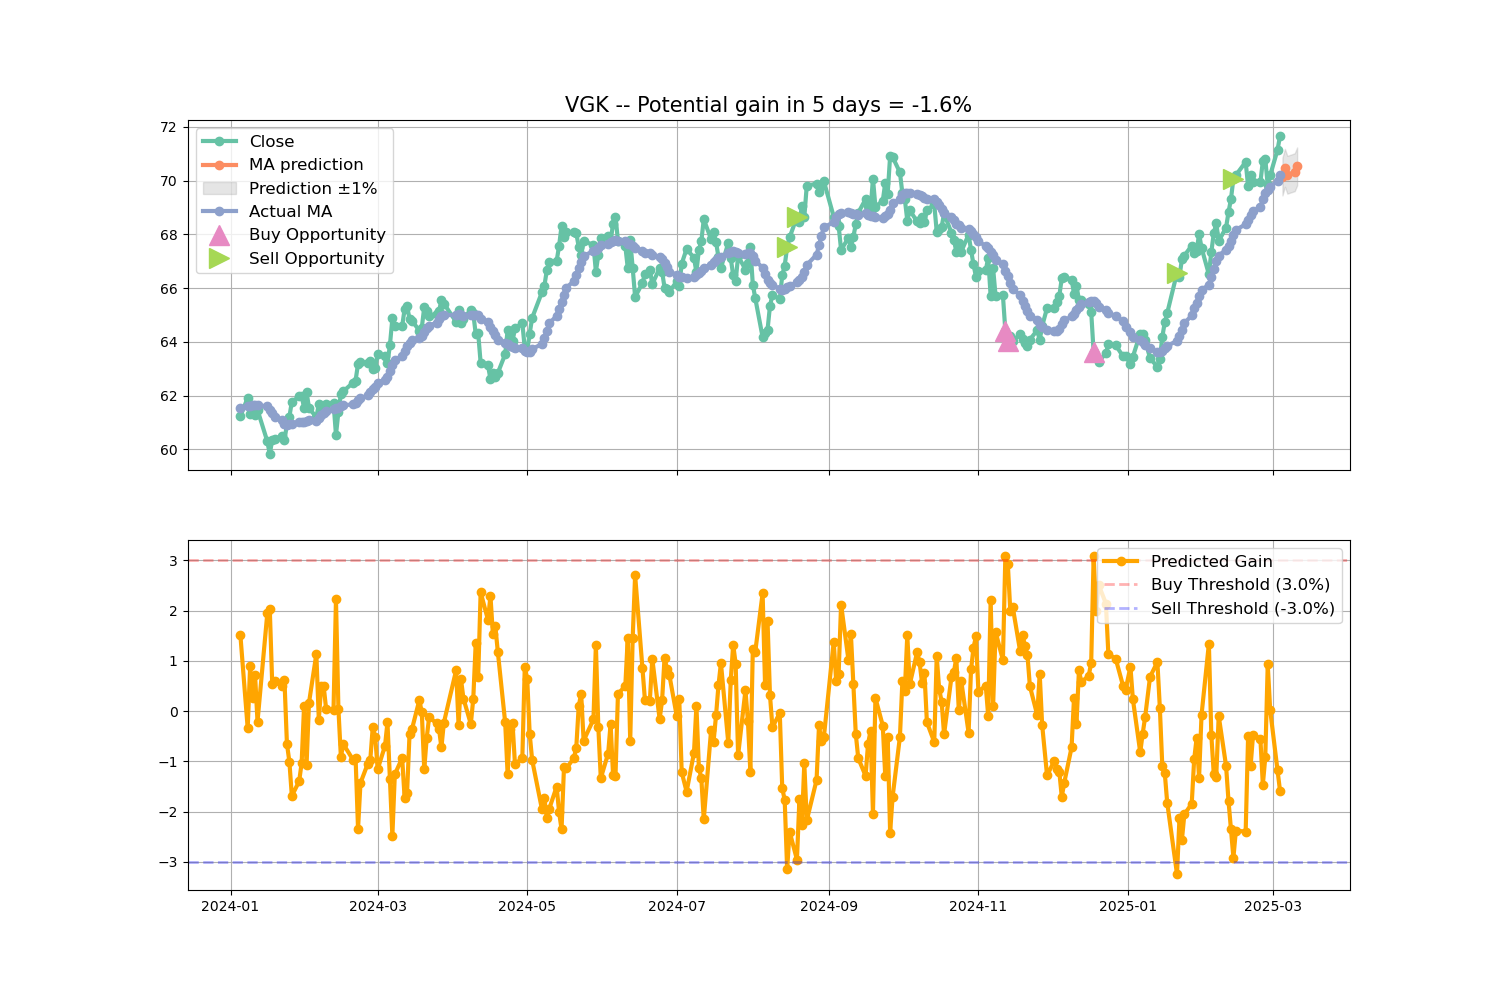 VGK -- Potential gain in 5 days = -1.6%
72
70
68
66
64
62
60
Close
MA prediction
Prediction ±1%
Actual MA
Buy Opportunity
Sell Opportunity
3
2
1
0
−1
−2
−3
Predicted Gain
Buy Threshold (3.0%)
Sell Threshold (-3.0%)
2024-01
2024-03
2024-05
2024-07
2024-09
2024-11
2025-01
2025-03